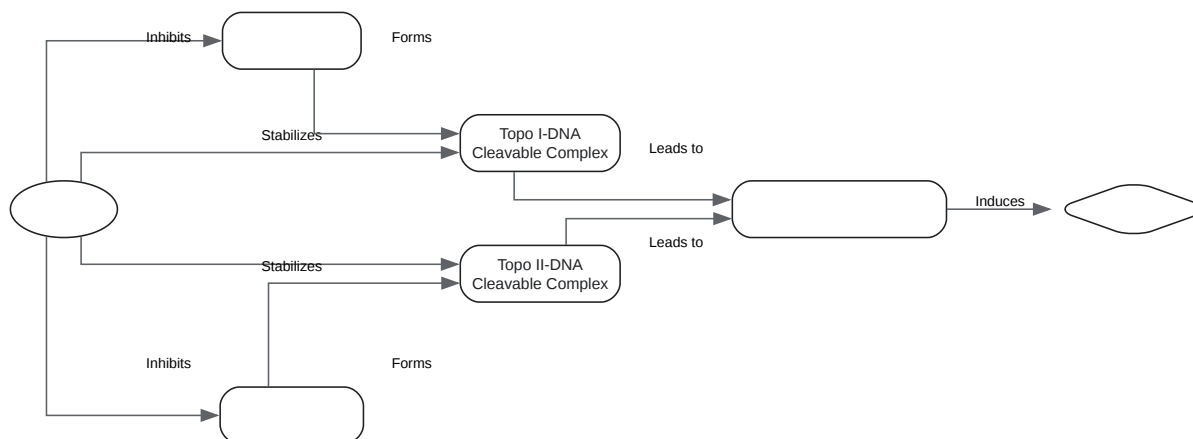 Inhibits
Forms
Stabilizes
Topo I-DNA
Cleavable Complex
Leads to
Induces
Leads to
Stabilizes
Topo II-DNA
Cleavable Complex
Inhibits
Forms